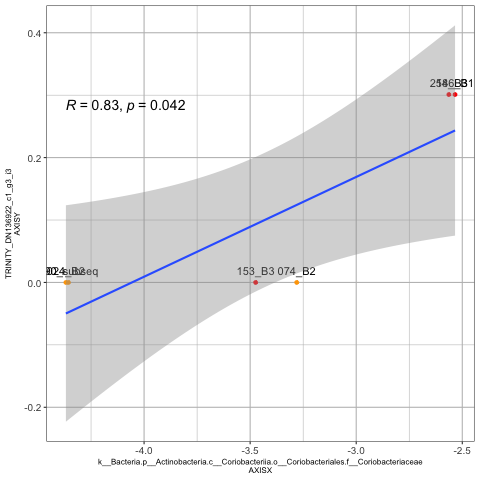 0.4
0.2
0.0
-0.2
TRINITY_DN136922_c1_g3_i3
AXISY
R = 0.83, p = 0.042
153_B3 074_B2
-4.0 -3.5 -3.0 -2.5
k__Bacteria.p__Actinobacteria.c__Coriobacteriia.o__Coriobacteriales.f__Coriobacteriaceae
AXISX